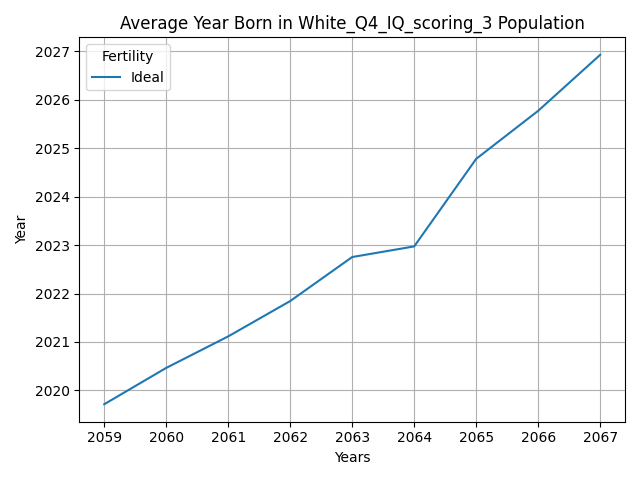 Average Year Born in White_Q4_IQ_scoring_3 Population
Fertility
Ideal
Year
2027
2026
2025
2024
2023
2022
2021
2020
2059 2060 2061 2062 2063 2064 2065 2066 2067
Years